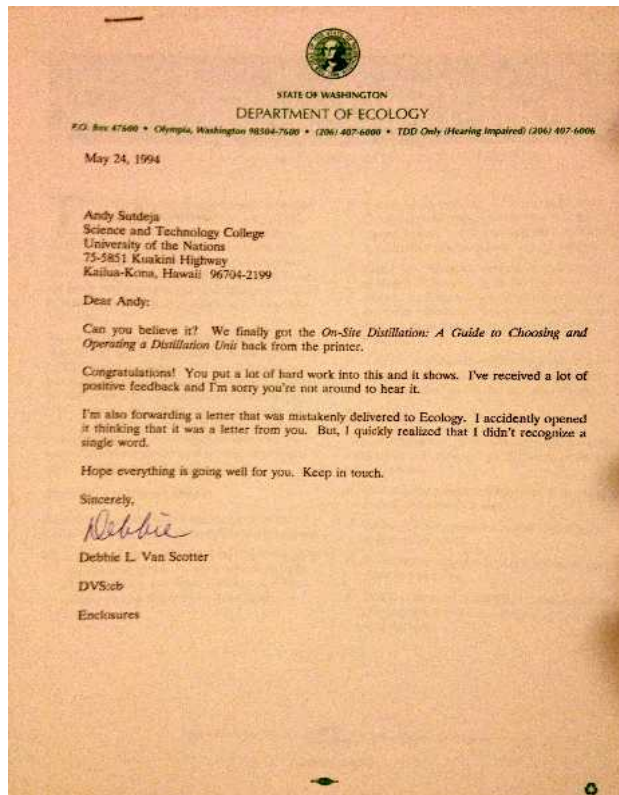 STATE OF WASHINGTON
DEPARTMENT OF ECOLOGY
P.O. Box 47600 • Olympia, Washington 98504-7600 • (206) 407-6000 • TDD Only (Hearing Impaired) (206) 407-6006
May 24, 1994
Andy Sutdeja
Science and Technology College
University of the Nations
75-5851 Kuakini Highway
Kailua-Kona, Hawaii 96704-2199
Dear Andy:
Can you believe it? We finally got the On-Site Distillation: A Guide to Choosing and
Operating a Distillation Unit back from the printer.
Congratulations! You put a lot of hard work into this and it shows. I've received a lot of
positive feedback and I'm sorry you're not around to hear it.
I'm also forwarding a letter that was mistakenly delivered to Ecology. I accidently opened
it thinking that it was a letter from you. But, I quickly realized that I didn't recognize a
single word.
Hope everything is going well for you. Keep in touch.
Sincerely,
Debbie
Debbie L. Van Scotter
DVS:cb
Enclosures